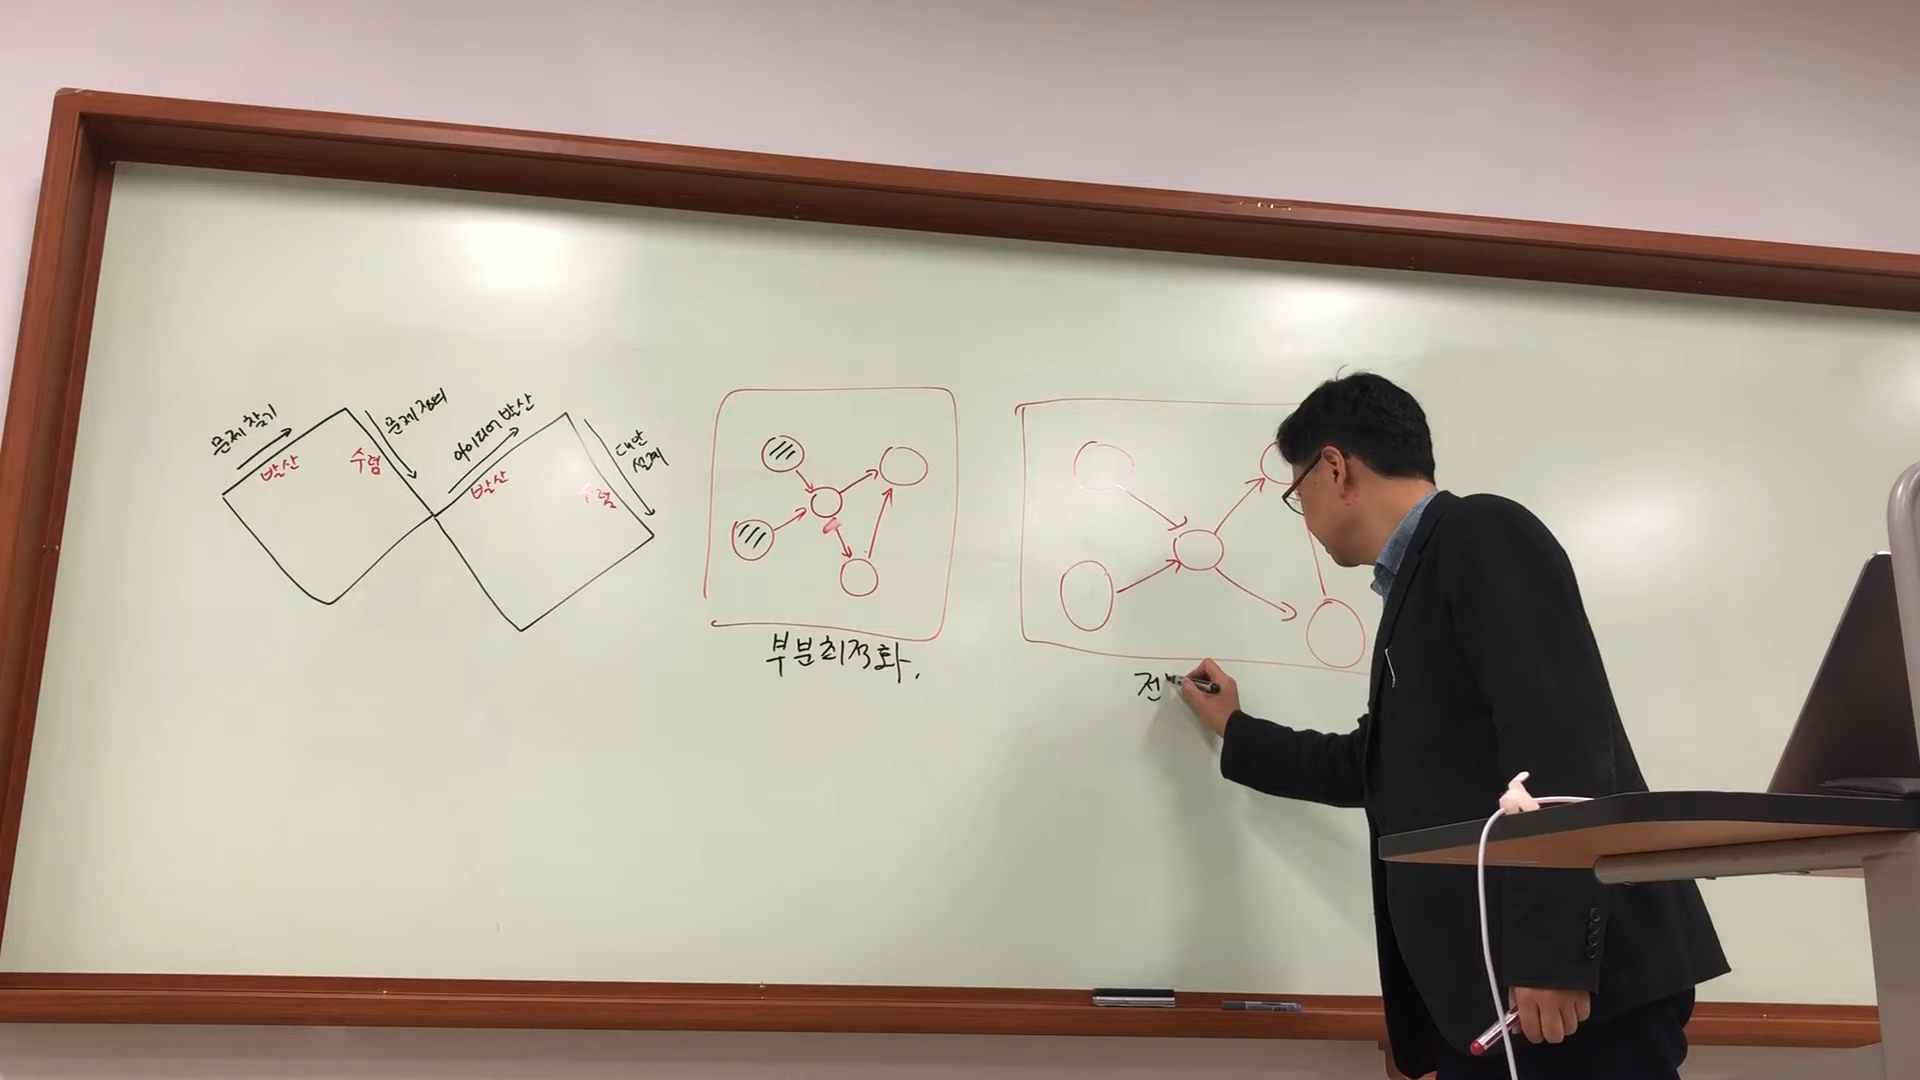 문제 찾기
발산
문제 정의
수렴
아이디어 발산
발산
대안
설계
수렴
부분최적화.
전